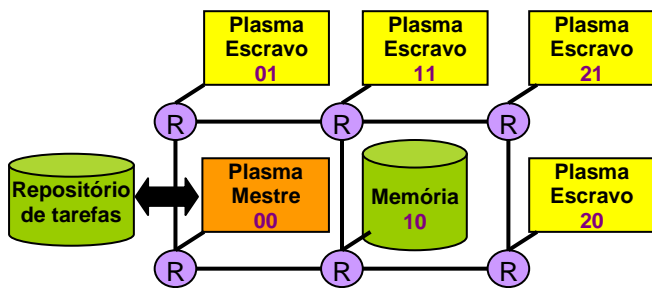 Plasma
Escravo
01
Plasma
Escravo
11
Plasma
Escravo
21
R
R
R
Repositório
de tarefas
Plasma
Mestre
00
Memória
10
Plasma
Escravo
20
R
R
R